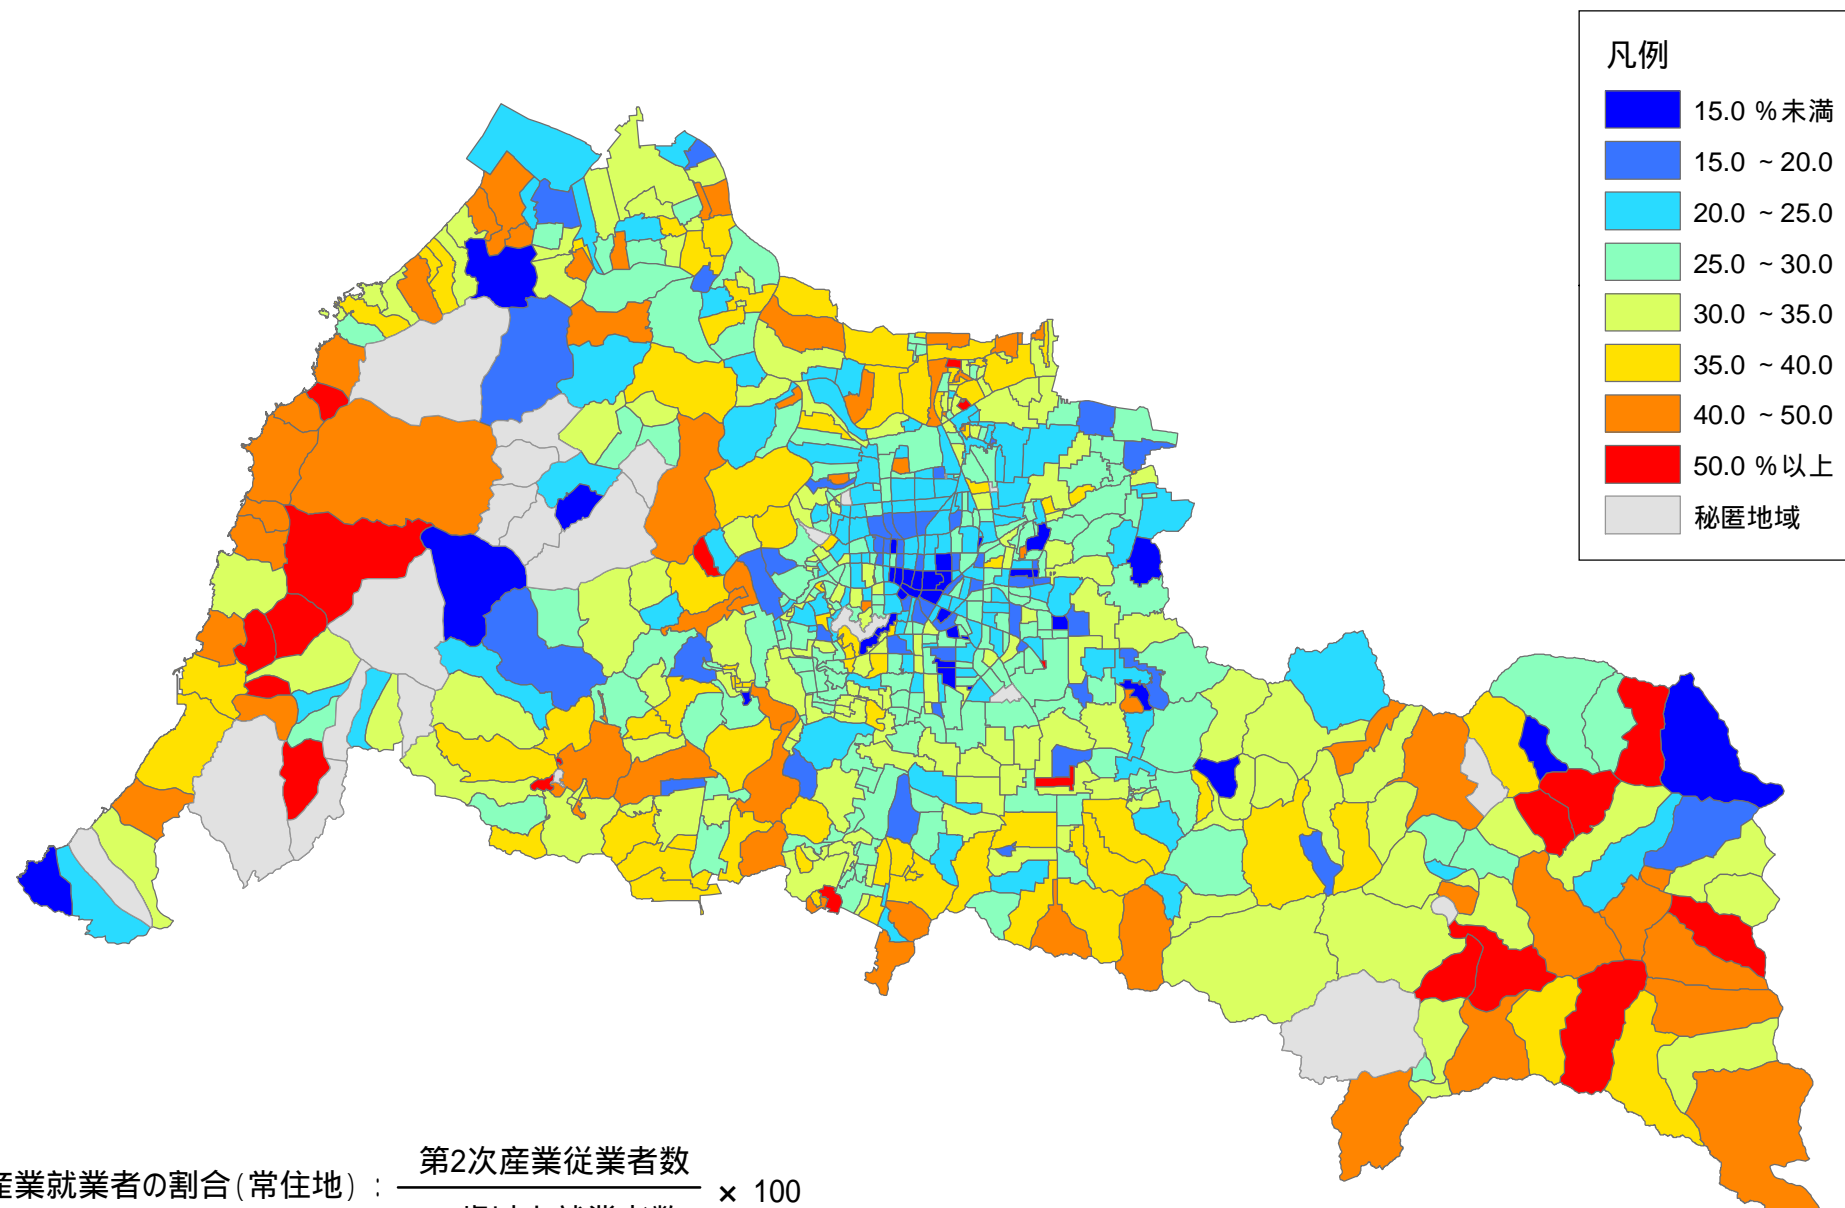 凡例
15.0 %未満
15.0 ~ 20.0
20.0 ~ 25.0
25.0 ~ 30.0
30.0 ~ 35.0
35.0 ~ 40.0
40.0 ~ 50.0
50.0 %以上
秘匿地域
第2次産業従業者数
産業就業者の割合(常住地) : × 100